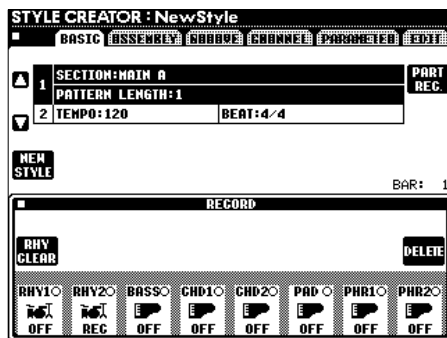 STYLE CREATOR : NewStyle
BASIC ASSEMBLY GROOVE CHANNEL PARAMETER EDIT
1 SECTION:MAIN A
PATTERN LENGTH:1
PART REC.
2 TEMPO:120 BEAT:4/4
NEW STYLE
BAR: 1
RECORD
RHY CLEAR
DELETE
RHY1 RHY2 BASS CHD1 CHD2 PAD PHR1 PHR2
OFF REC OFF OFF OFF OFF OFF OFF